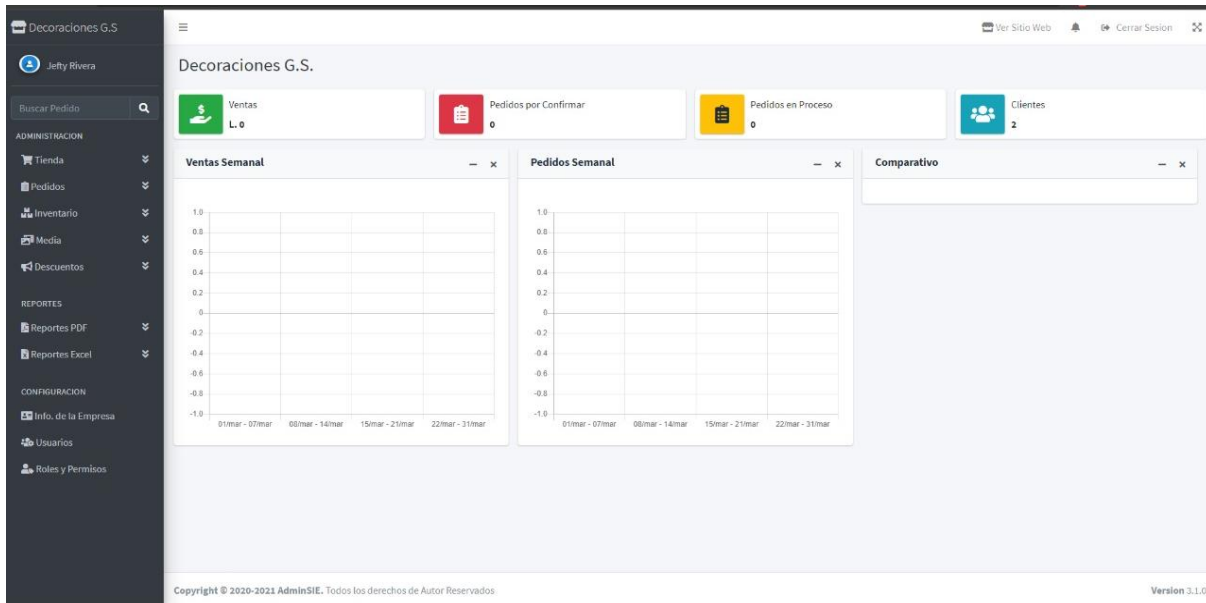 Decoraciones G.S
Jefty Rivera
Buscar Pedido
ADMINISTRACION
Tienda
Pedidos
Inventario
Media
Descuentos
REPORTES
Reportes PDF
Reportes Excel
CONFIGURACION
Info. de la Empresa
Usuarios
Roles y Permisos
Ver Sitio Web
Cerrar Sesion
Decoraciones G.S.
Ventas
L. 0
Pedidos por Confirmar
0
Pedidos en Proceso
0
Clientes
2
Ventas Semanal
1.0
0.8
0.6
0.4
0.2
0
-0.2
-0.4
-0.6
-0.8
-1.0
01/mar - 07/mar 08/mar - 14/mar 15/mar - 21/mar 22/mar - 31/mar
Pedidos Semanal
1.0
0.8
0.6
0.4
0.2
0
-0.2
-0.4
-0.6
-0.8
-1.0
01/mar - 07/mar 08/mar - 14/mar 15/mar - 21/mar 22/mar - 31/mar
Comparativo
Copyright © 2020-2021 AdminSIE. Todos los derechos de Autor Reservados
Version 3.1.0